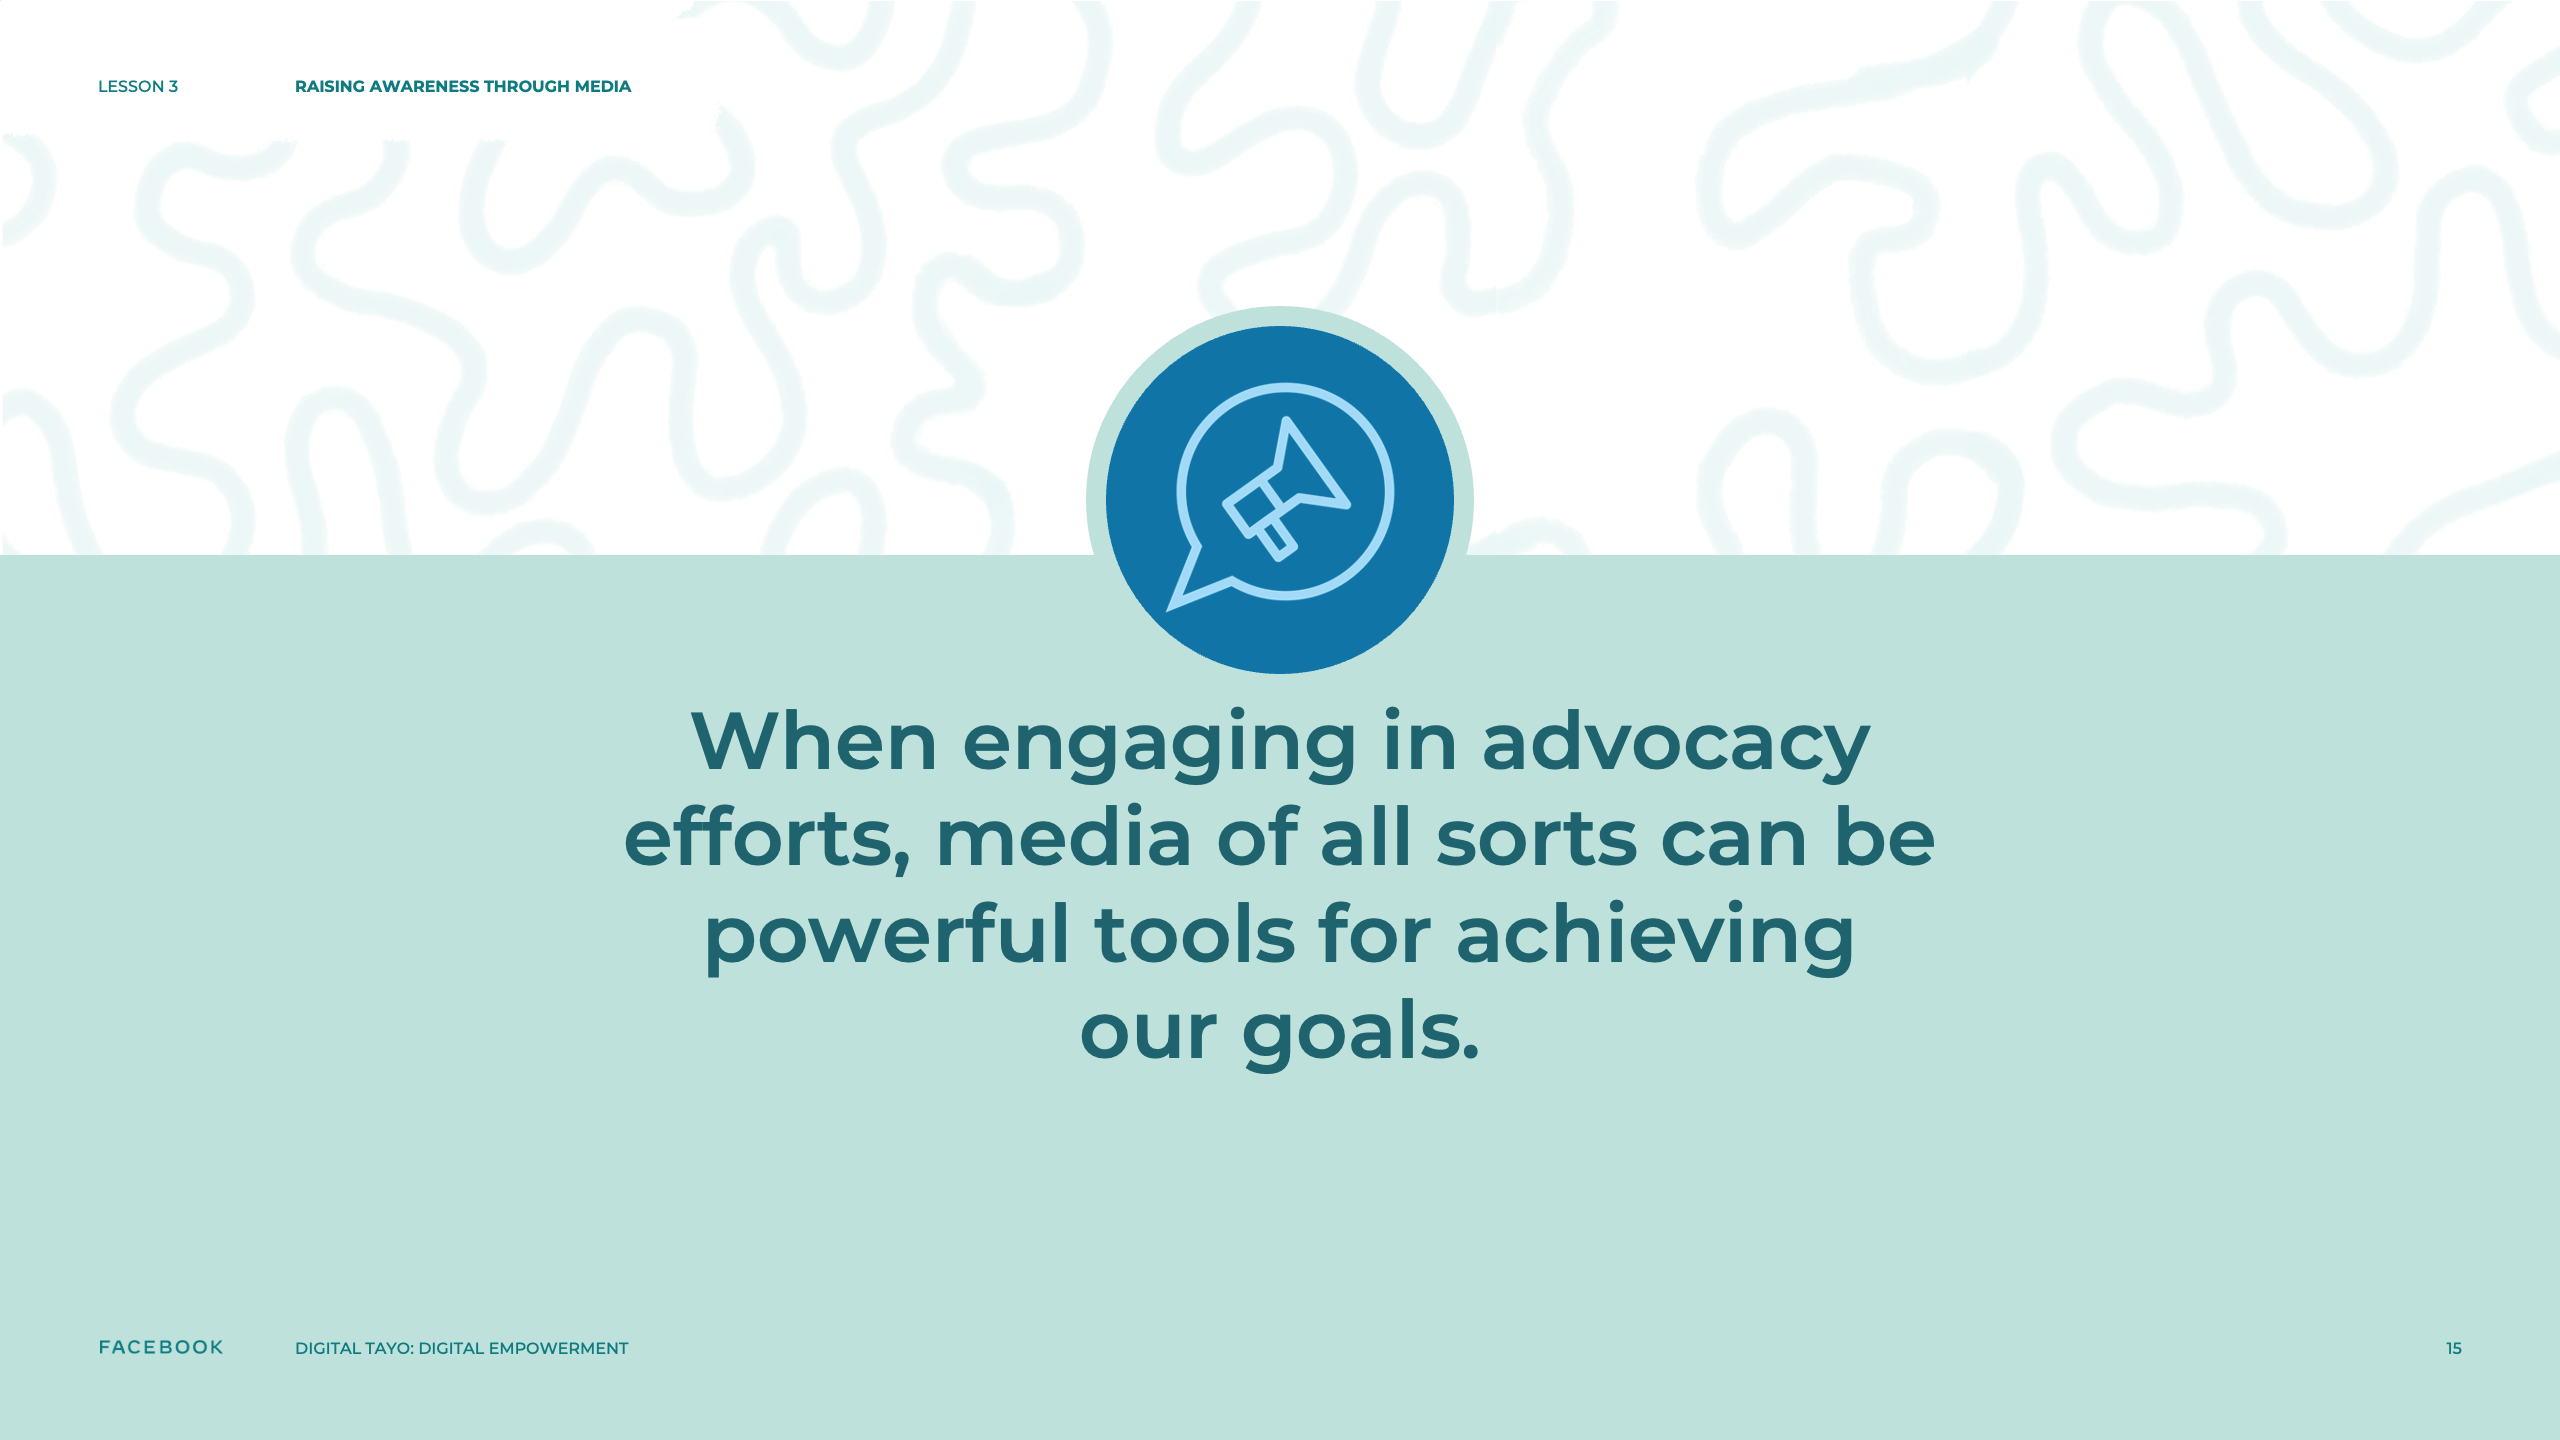 LESSON 3
RAISING AWARENESS THROUGH MEDIA
When engaging in advocacy
efforts, media of all sorts can be
powerful tools for achieving
our goals.
FACEBOOK
DIGITAL TAYO: DIGITAL EMPOWERMENT
15